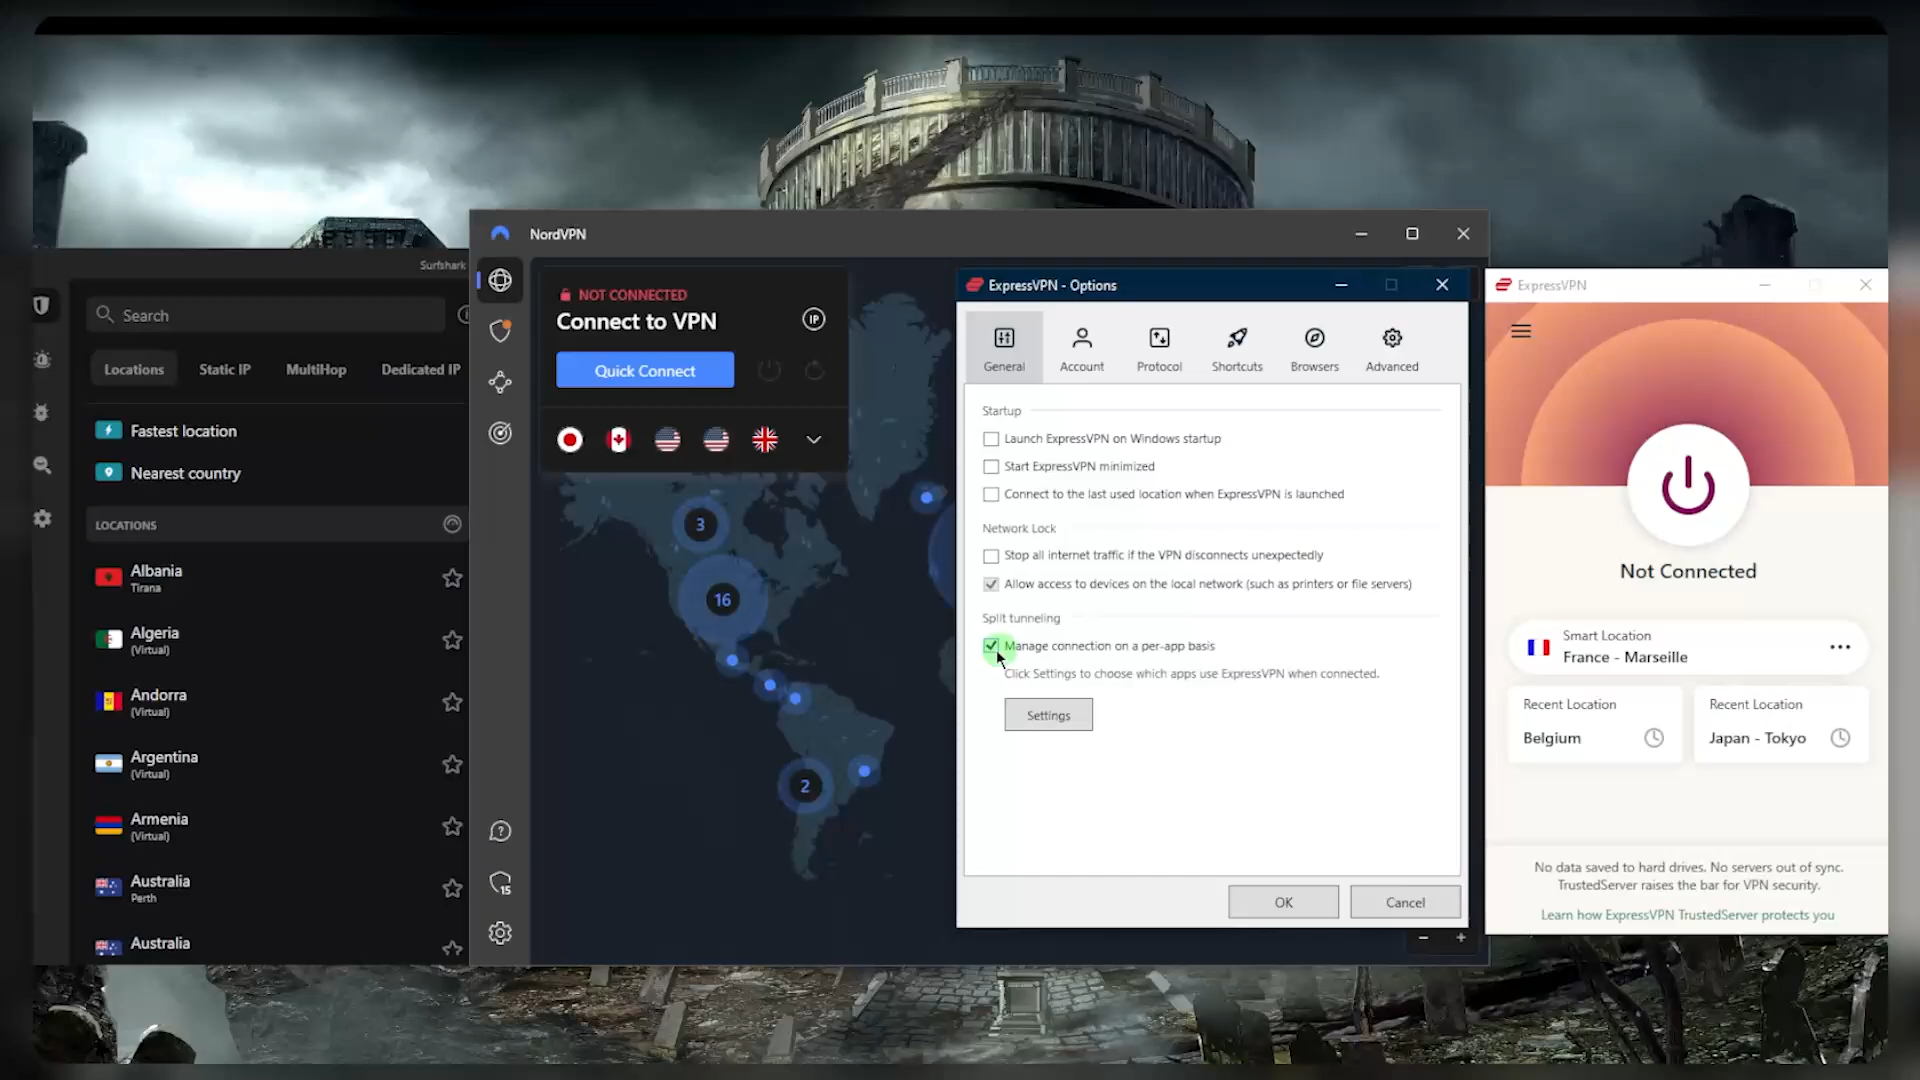 Surfshark
Search
Locations
Static IP
MultiHop
Dedicated IP
Fastest location
Nearest country
LOCATIONS
Albania
Tirana
Algeria
(Virtual)
Andorra
(Virtual)
Argentina
(Virtual)
Armenia
(Virtual)
Australia
Perth
Australia
NordVPN
NOT CONNECTED
Connect to VPN
IP
Quick Connect
3
16
2
15
ExpressVPN - Options
General
Account
Protocol
Shortcuts
Browsers
Advanced
Startup
Launch ExpressVPN on Windows startup
Start ExpressVPN minimized
Connect to the last used location when ExpressVPN is launched
Network Lock
Stop all internet traffic if the VPN disconnects unexpectedly
Allow access to devices on the local network (such as printers or file servers)
Split tunneling
Manage connection on a per-app basis
Click Settings to choose which apps use ExpressVPN when connected.
Settings
OK
Cancel
ExpressVPN
Not Connected
Smart Location
France - Marseille
Recent Location
Belgium
Recent Location
Japan - Tokyo
No data saved to hard drives. No servers out of sync.
TrustedServer raises the bar for VPN security.
Learn how ExpressVPN TrustedServer protects you